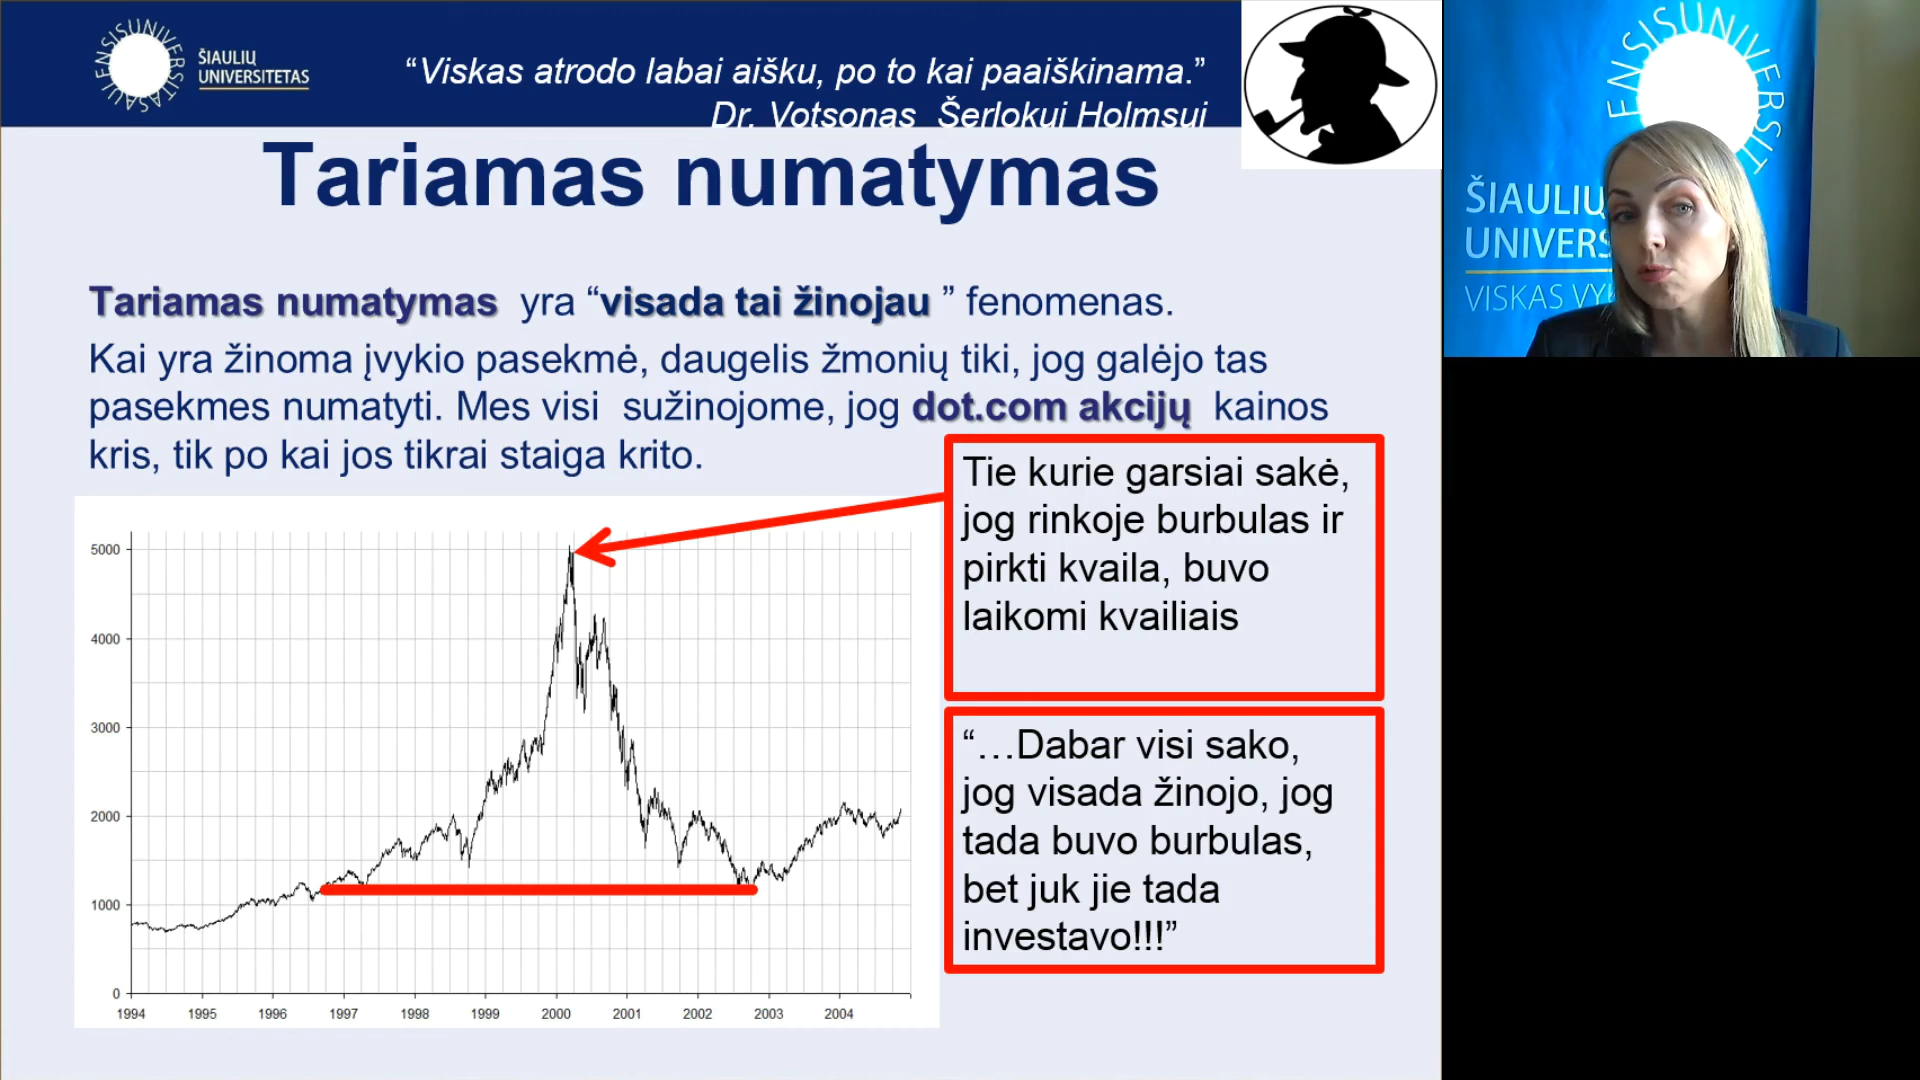 ŠIAULIŲ
UNIVERSITETAS
“Viskas atrodo labai aišku, po to kai paaiškinama.”
Dr. Votsonas Šerlokui Holmsui
Tariamas numatymas
Tariamas numatymas yra “visada tai žinojau ” fenomenas.
Kai yra žinoma įvykio pasekmė, daugelis žmonių tiki, jog galėjo tas
pasekmes numatyti. Mes visi sužinojome, jog dot.com akcijų kainos
kris, tik po kai jos tikrai staiga krito.
Tie kurie garsiai sakė,
jog rinkoje burbulas ir
pirkti kvaila, buvo
laikomi kvailiais
“…Dabar visi sako,
jog visada žinojo, jog
tada buvo burbulas,
bet juk jie tada
investavo!!!”
5000
4000
3000
2000
1000
0
1994 1995 1996 1997 1998 1999 2000 2001 2002 2003 2004
ŠIAULIŲ
UNIVERS
VISKAS VYK